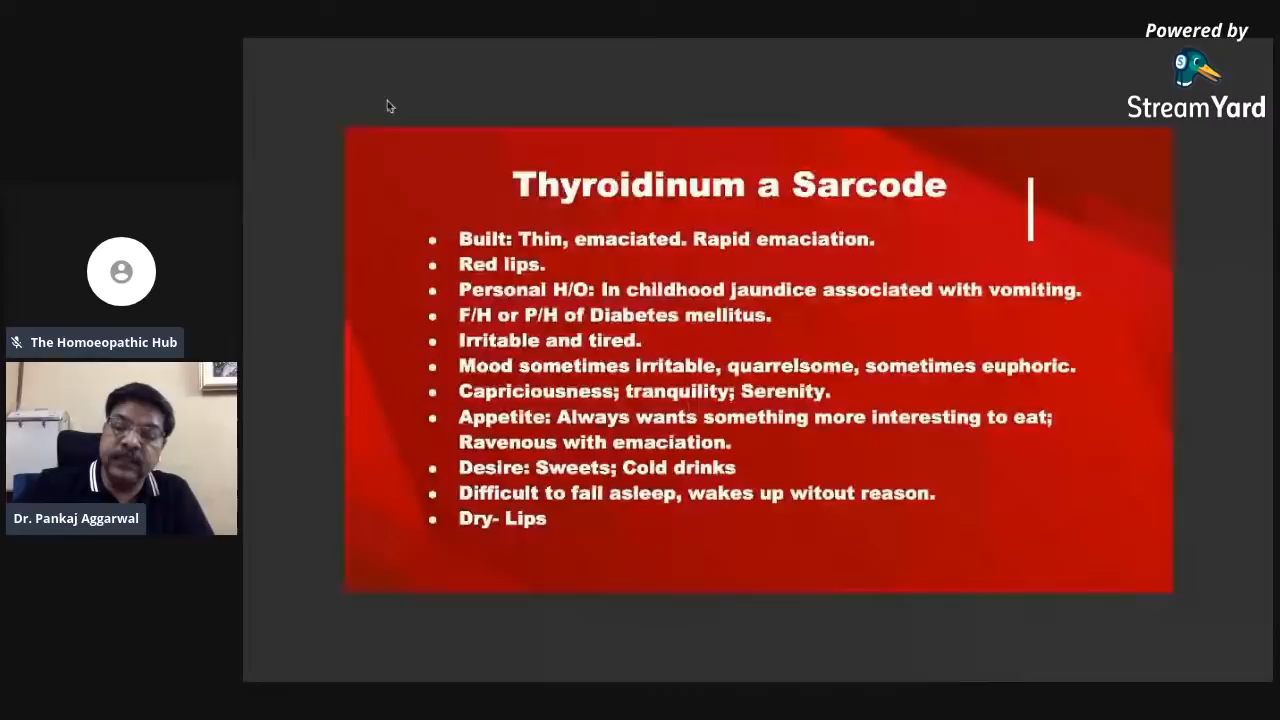 Powered by
StreamYard
Thyroidinum a Sarcode
• Built: Thin, emaciated. Rapid emaciation.
• Red lips.
• Personal H/O: In childhood jaundice associated with vomiting.
• F/H or P/H of Diabetes mellitus.
• Irritable and tired.
• Mood sometimes irritable, quarrelsome, sometimes euphoric.
• Capriciousness; tranquility; Serenity.
• Appetite: Always wants something more interesting to eat;
Ravenous with emaciation.
• Desire: Sweets; Cold drinks
• Difficult to fall asleep, wakes up witout reason.
• Dry- Lips
The Homoeopathic Hub
Dr. Pankaj Aggarwal